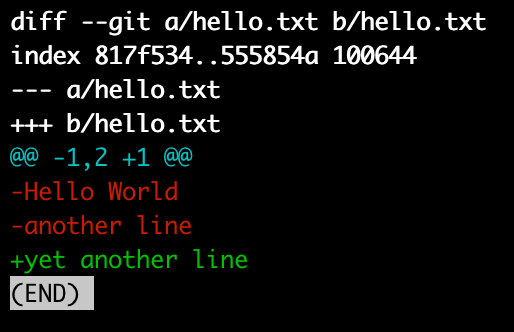 diff --git a/hello.txt b/hello.txt
index 817f534..555854a 100644
--- a/hello.txt
+++ b/hello.txt
@@ -1,2 +1 @@
-Hello World
-another line
+yet another line
(END)